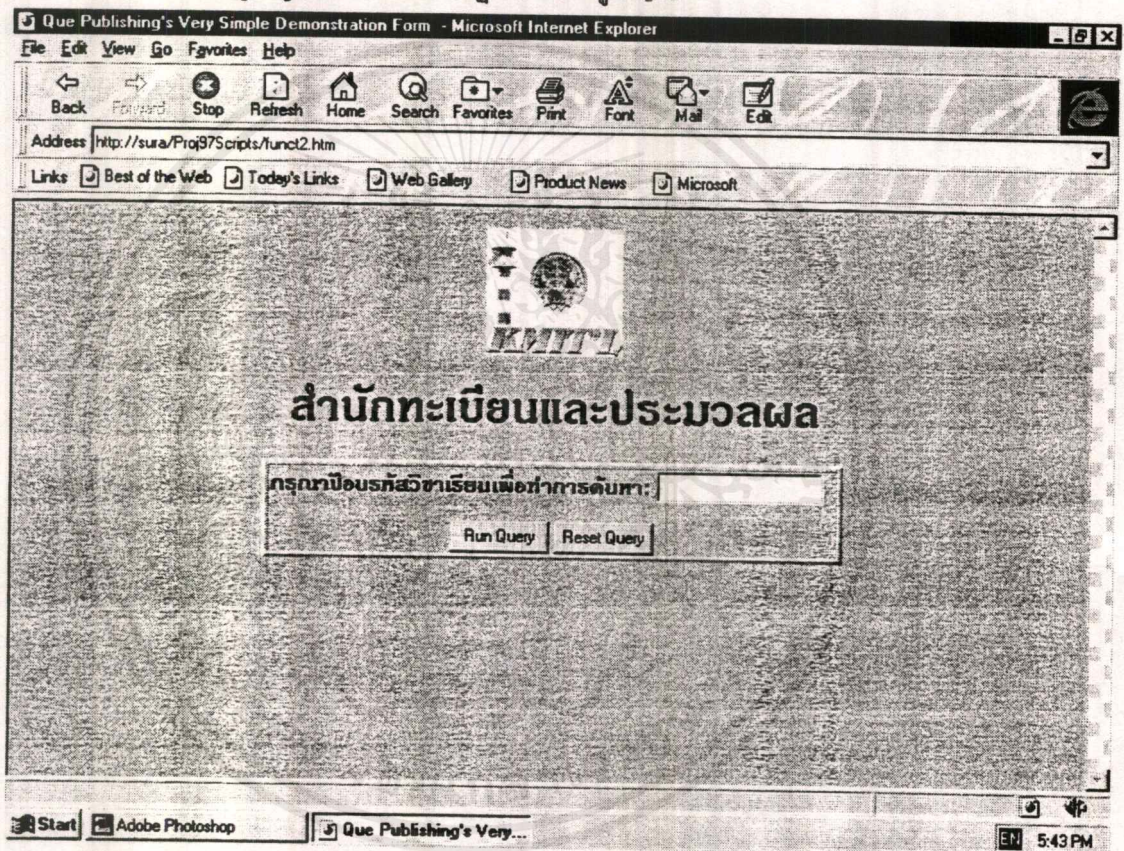 Que Publishing's Very Simple Demonstration Form - Microsoft Internet Explorer
File Edit View Go Favorites Help
Back Forward Stop Refresh Home Search Favorites Print Font Mail Edit
Address http://sura/Proj97Scripts/funct2.htm
Links Best of the Web Today's Links Web Gallery Product News Microsoft
KMITL
สำนักทะเบียนและประมวลผล
กรุณาป้อนรหัสวิชาเรียนเพื่อทำการค้นหา:
Run Query Reset Query
Start Adobe Photoshop Que Publishing's Very... EN 5:43 PM